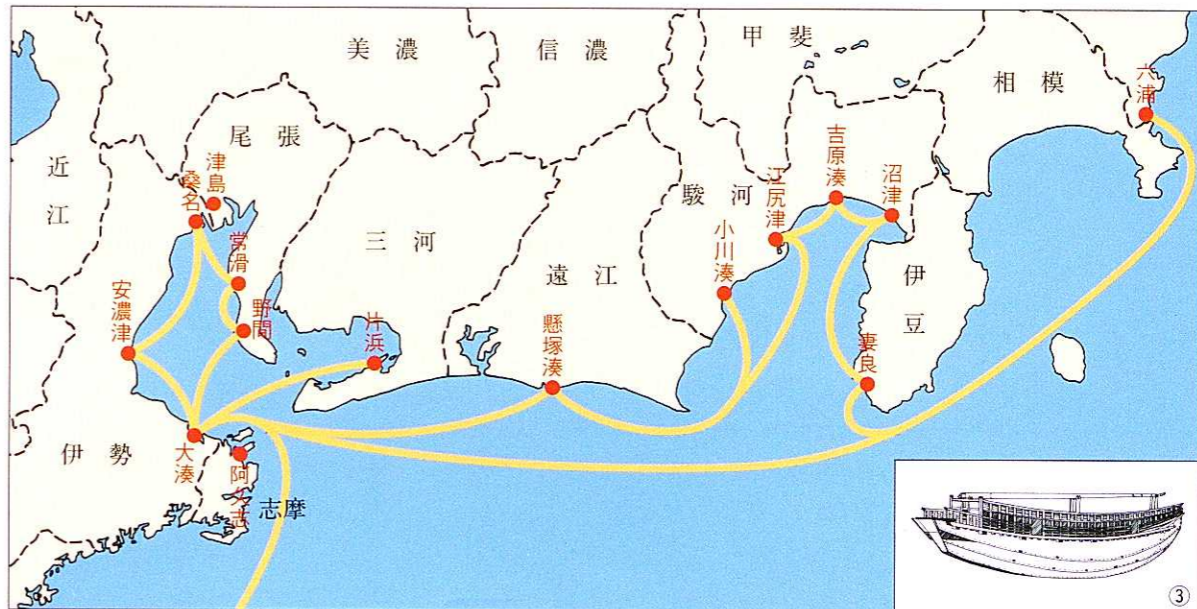 美濃
信濃
甲斐
相模
六浦
尾張
近江
津島
桑名
駿河
江尻津
吉原湊
沼津
三河
常滑
小川湊
遠江
伊豆
安濃津
野間
片浜
懸塚湊
妻良
伊勢
大湊
阿久志
志摩
③